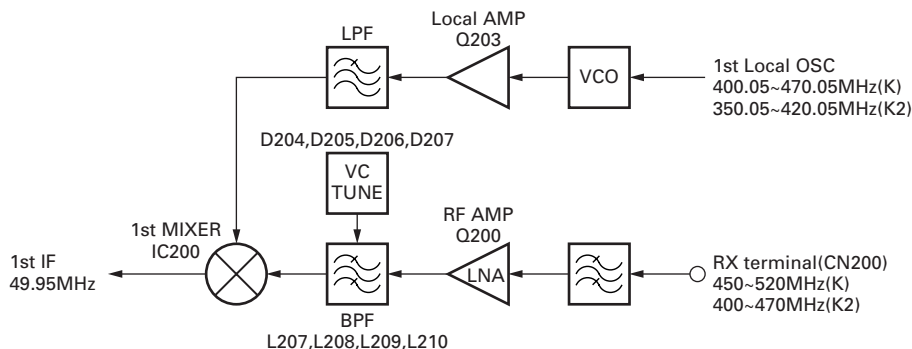 LPF
Local AMP
Q203
VCO
1st Local OSC
400.05~470.05MHz(K)
350.05~420.05MHz(K2)
D204,D205,D206,D207
VC
TUNE
1st MIXER
IC200
RF AMP
Q200
LNA
1st IF
49.95MHz
RX terminal(CN200)
450~520MHz(K)
400~470MHz(K2)
BPF
L207,L208,L209,L210